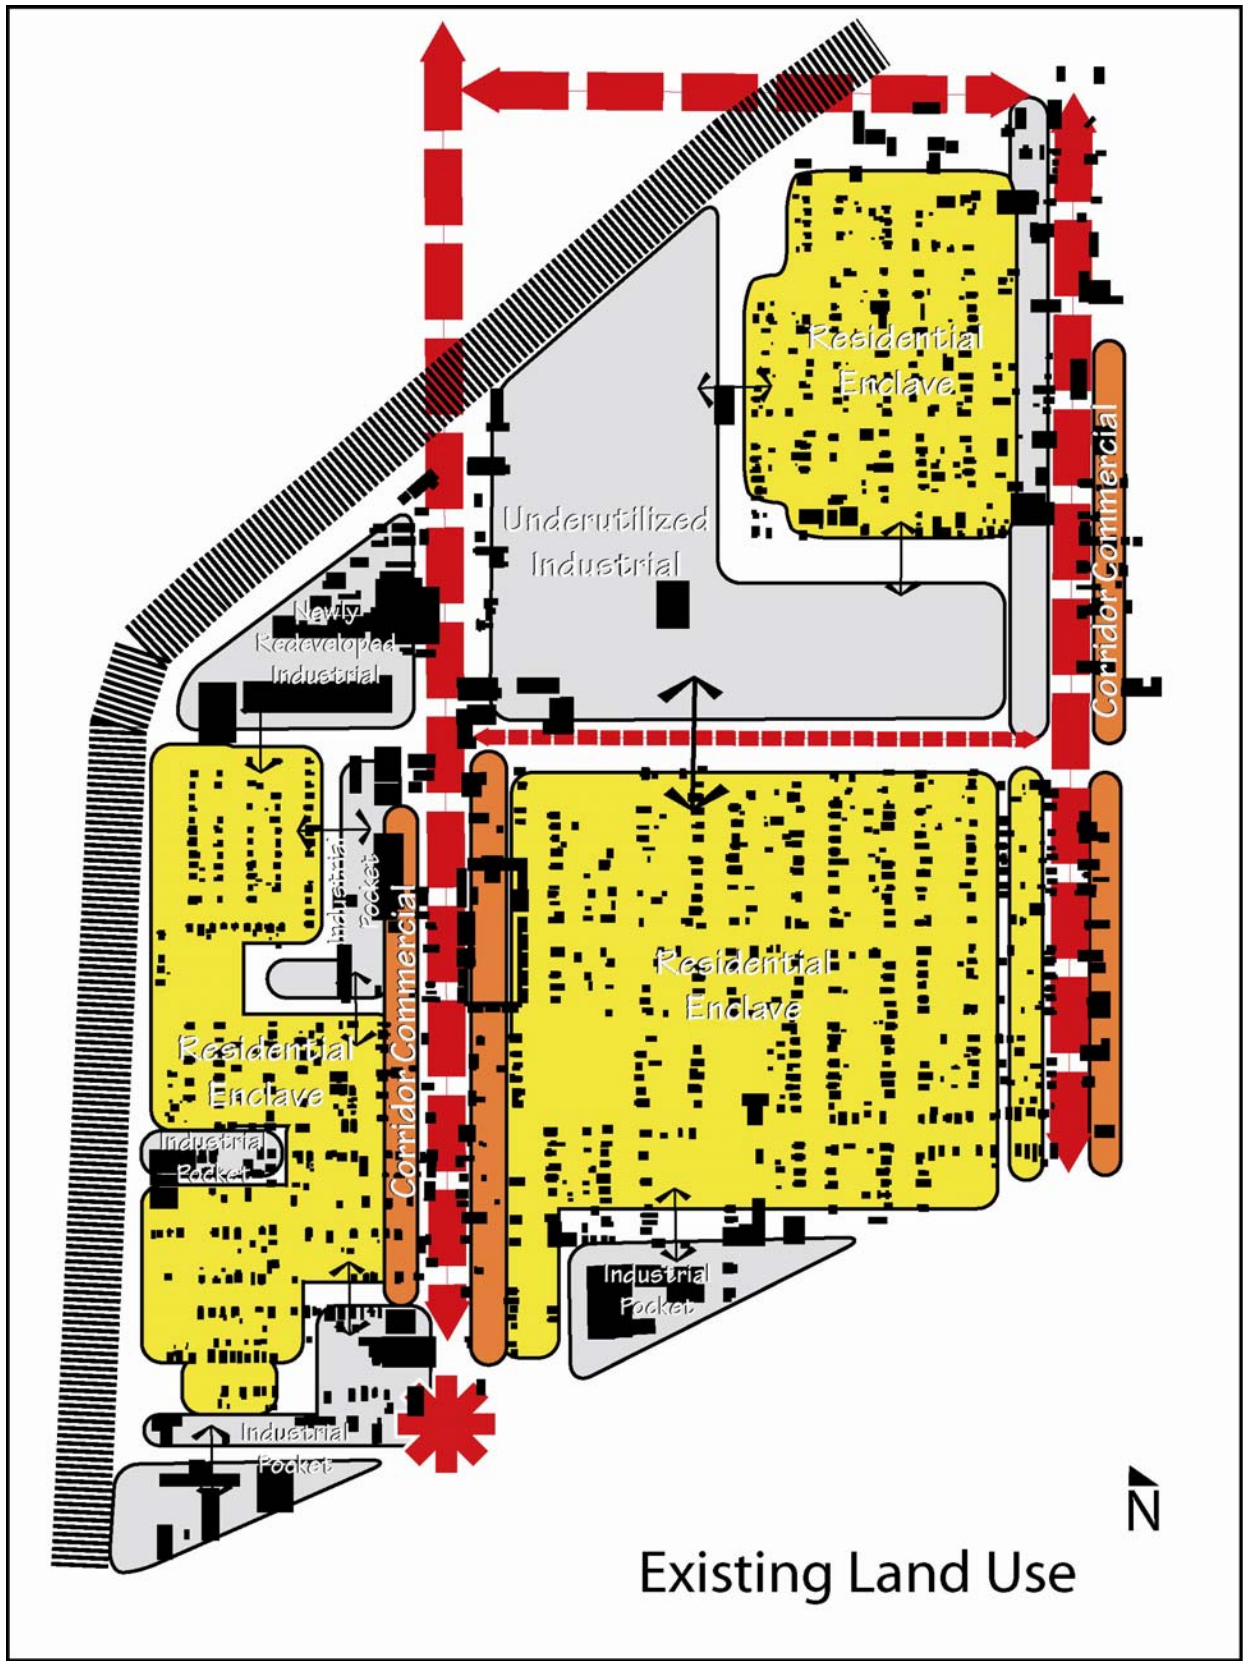 Residential
Enclave
Corridor Commercial
Underutilized
Industrial
Newly
Redeveloped
Industrial
Industrial
Pocket
Corridor Commercial
Residential
Enclave
Residential
Enclave
Industrial
Pocket
Industrial
Pocket
Industrial
Pocket
N
Existing Land Use